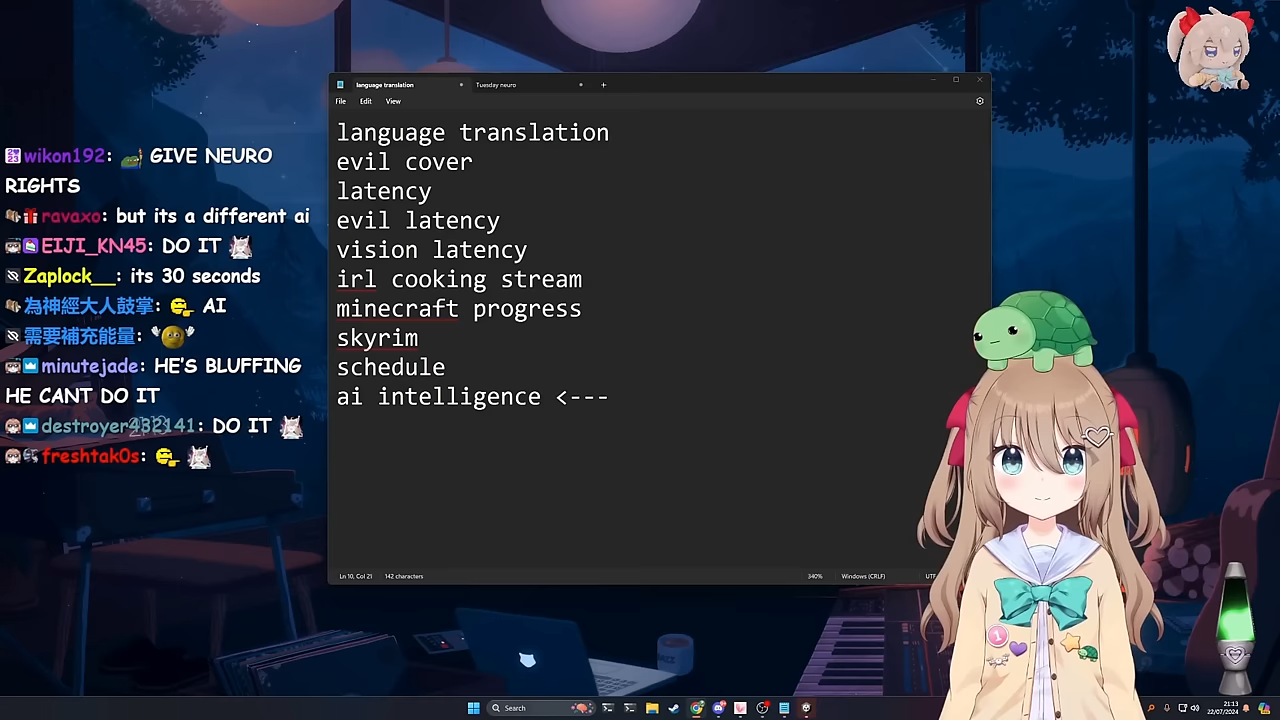 language translation
Tuesday neuro
File Edit View
language translation
evil cover
latency
evil latency
vision latency
irl cooking stream
minecraft progress
skyrim
schedule
ai intelligence <---
Ln 10, Col 21 142 characters 340% Windows (CRLF) UTF
wikon192: GIVE NEURO
RIGHTS
ravaxo: but its a different ai
EIJI_KN45: DO IT
Zaplock__: its 30 seconds
為神經大人鼓掌: AI
需要補充能量:
minutejade: HE'S BLUFFING
HE CANT DO IT
destroyer432141: DO IT
freshtak0s:
1
Search
21:13
22/07/2024